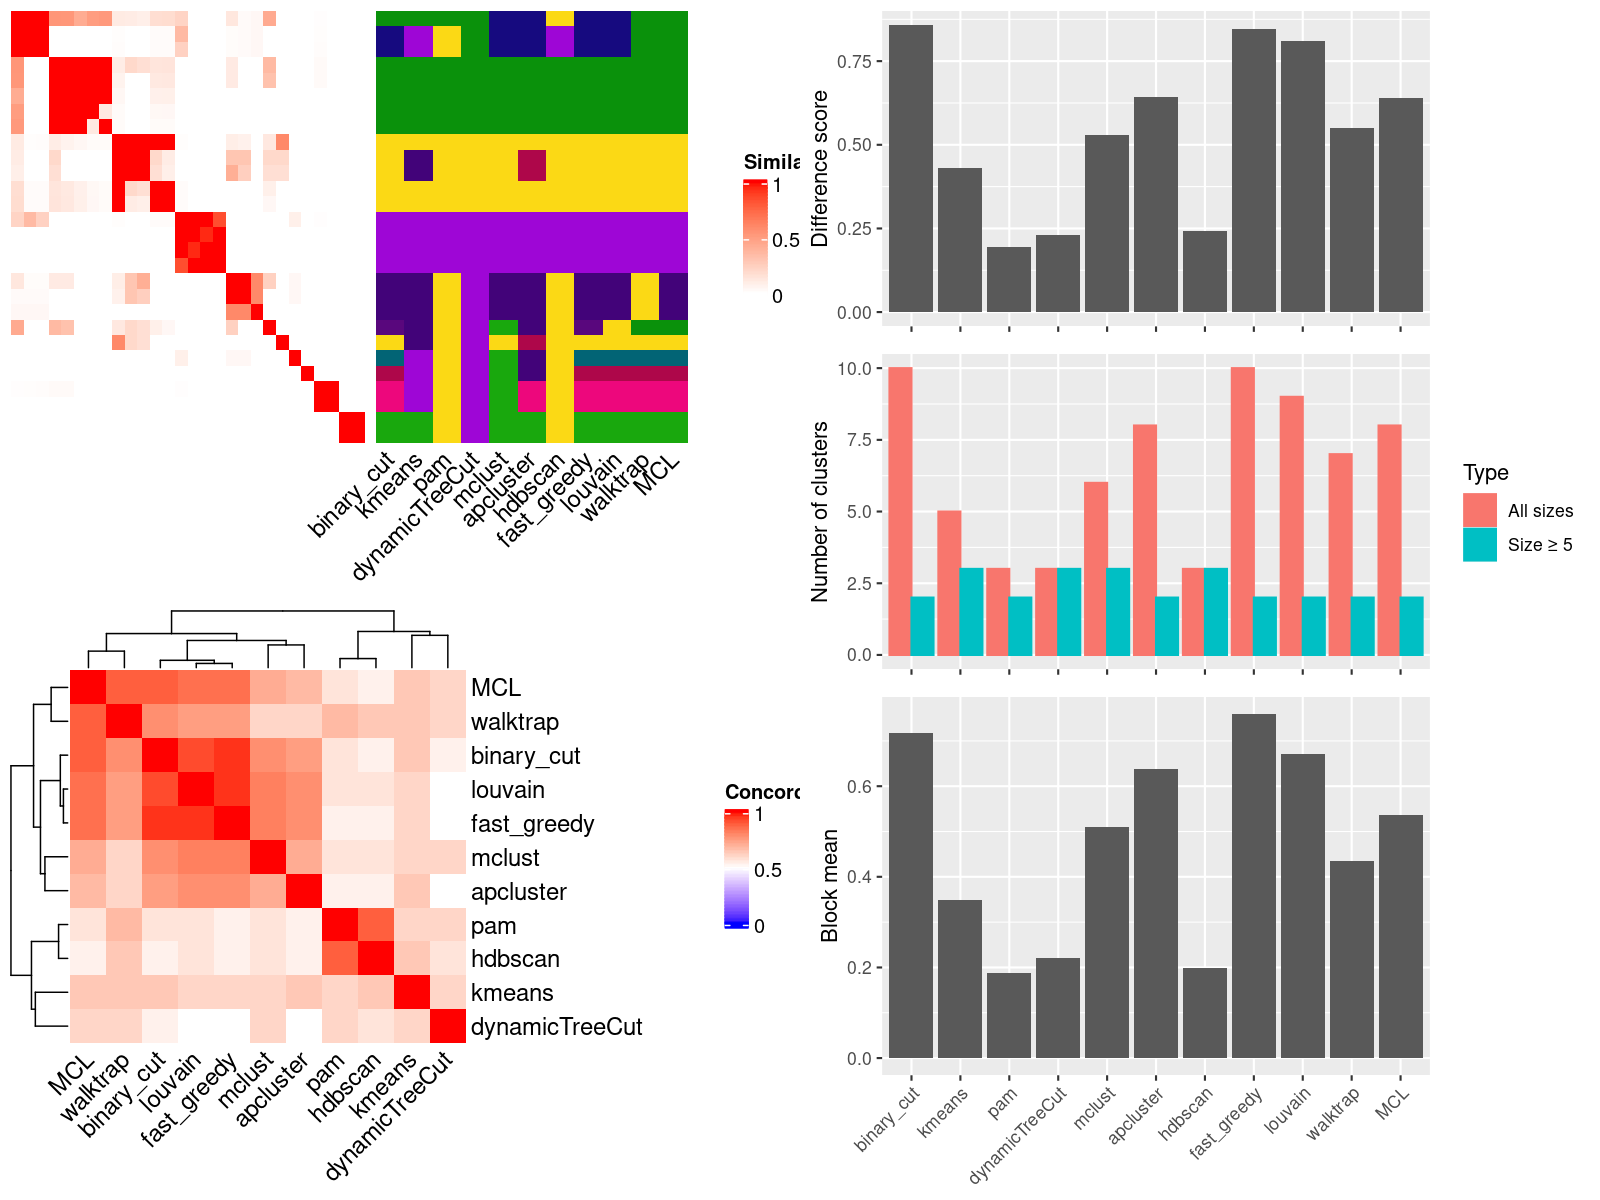 Simila
1
0.5
0
binary_cut
kmeans
pam
dynamicTreeCut
mclust
apcluster
hdbscan
fast_greedy
louvain
walktrap
MCL
Difference score
0.75
0.50
0.25
0.00
Number of clusters
10.0
7.5
5.0
2.5
0.0
Type
All sizes
Size ≥ 5
MCL
walktrap
binary_cut
louvain
fast_greedy
mclust
apcluster
pam
hdbscan
kmeans
dynamicTreeCut
MCL
walktrap
binary_cut
louvain
fast_greedy
mclust
apcluster
pam
hdbscan
kmeans
dynamicTreeCut
Concord
1
0.5
0
Block mean
0.6
0.4
0.2
0.0
binary_cut
kmeans
pam
dynamicTreeCut
mclust
apcluster
hdbscan
fast_greedy
louvain
walktrap
MCL